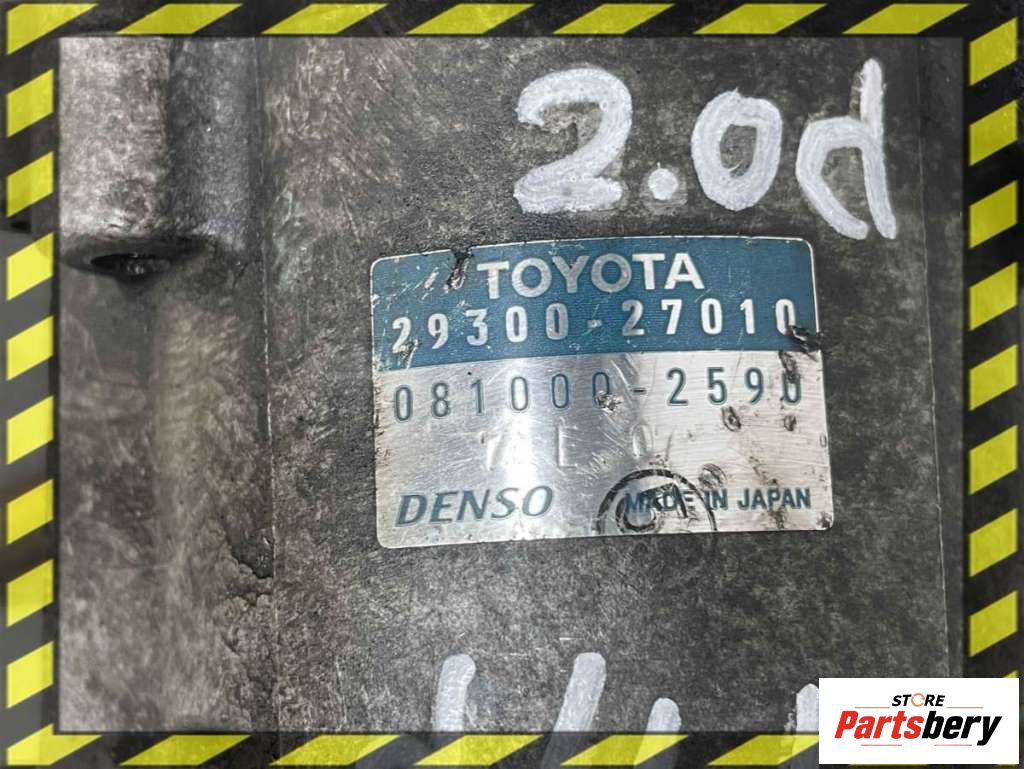 2.0d
TOYOTA
29300-27010
081000-2590
DENSO
MADE IN JAPAN
STORE
Partsbery